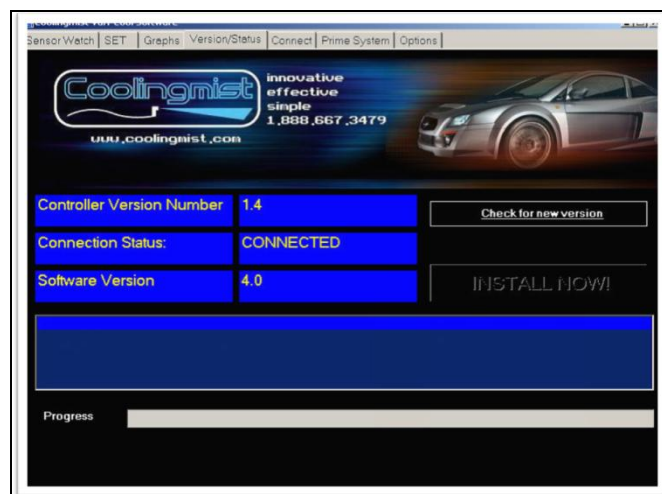 Sensor Watch SET Graphs Version/Status Connect Prime System Options
Coolingmist
innovative
effective
simple
1.888.667.3479
www.coolingmist.com
Controller Version Number 1.4
Check for new version
Connection Status: CONNECTED
Software Version 4.0
INSTALL NOW!
Progress